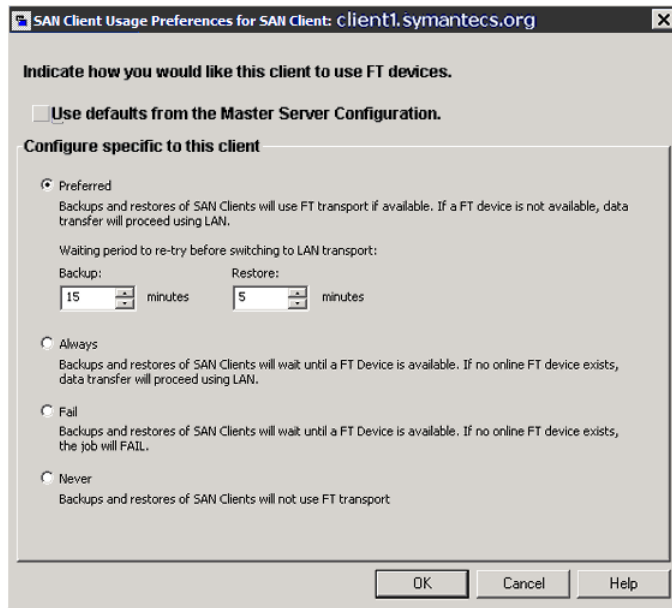 SAN Client Usage Preferences for SAN Client: client1.symantecs.org
Indicate how you would like this client to use FT devices.
Use defaults from the Master Server Configuration.
Configure specific to this client
Preferred
Backups and restores of SAN Clients will use FT transport if available. If a FT device is not available, data
transfer will proceed using LAN.
Waiting period to re-try before switching to LAN transport:
Backup: Restore:
15 minutes 5 minutes
Always
Backups and restores of SAN Clients will wait until a FT Device is available. If no online FT device exists,
data transfer will proceed using LAN.
Fail
Backups and restores of SAN Clients will wait until a FT Device is available. If no online FT device exists,
the job will FAIL.
Never
Backups and restores of SAN Clients will not use FT transport
OK Cancel Help